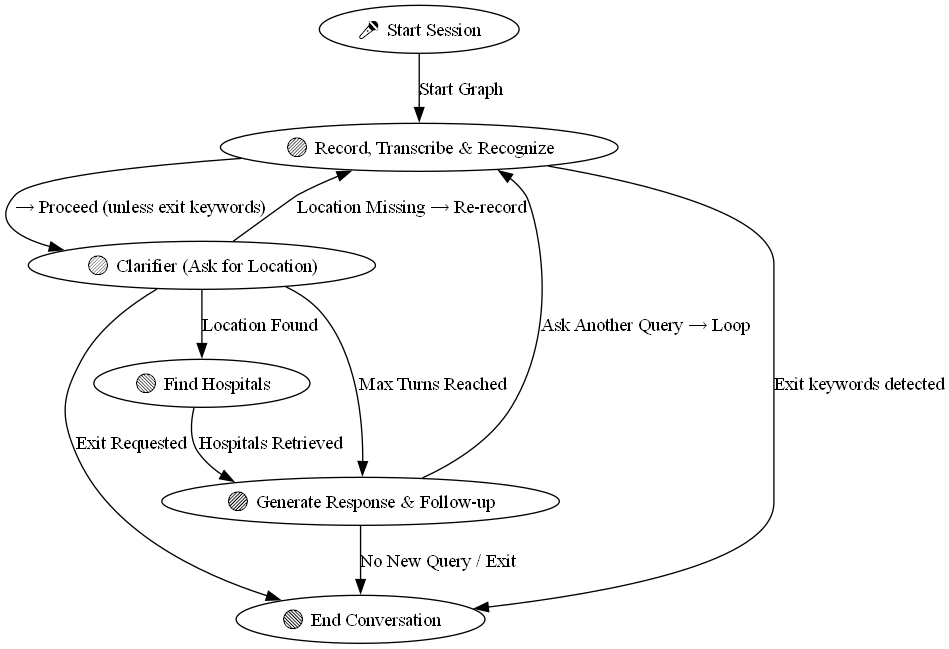 Start Session
Start Graph
Record, Transcribe & Recognize
→ Proceed (unless exit keywords)
Location Missing → Re-record
Clarifier (Ask for Location)
Location Found
Ask Another Query → Loop
Find Hospitals
Max Turns Reached
Exit keywords detected
Exit Requested
Hospitals Retrieved
Generate Response & Follow-up
No New Query / Exit
End Conversation